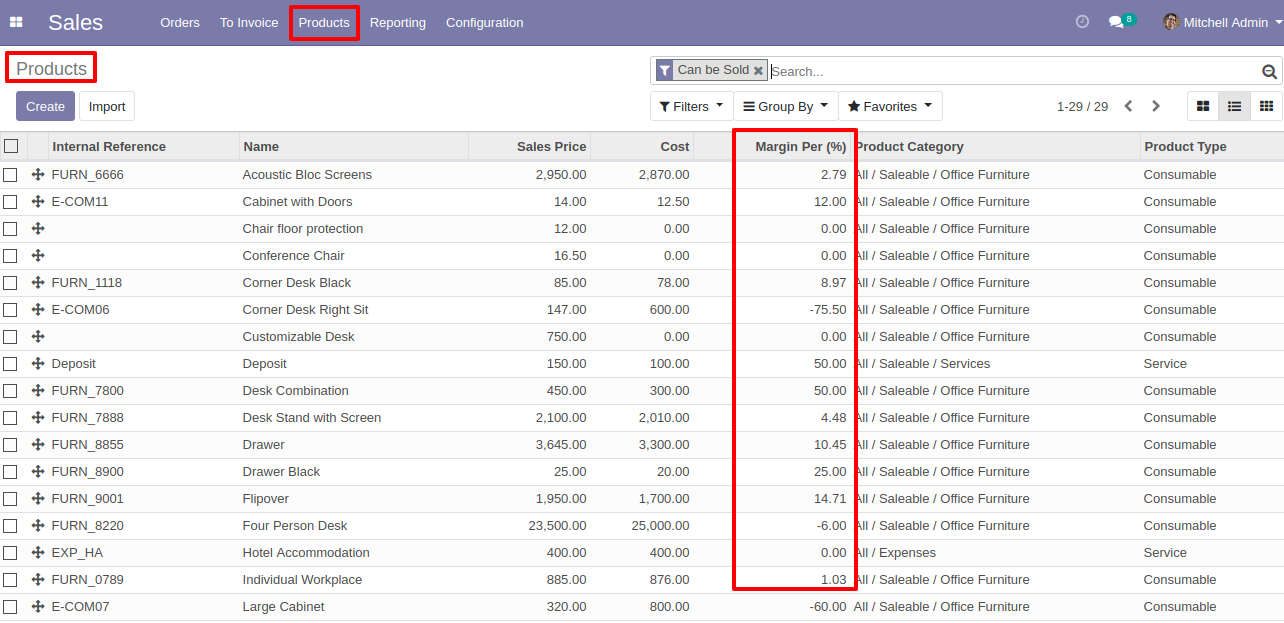 Sales Orders To Invoice Products Reporting Configuration 8 Mitchell Admin
Products Can be Sold Search...
Create Import Filters Group By Favorites 1-29 / 29
Internal Reference Name Sales Price Cost Margin Per (%) Product Category Product Type
FURN_6666 Acoustic Bloc Screens 2,950.00 2,870.00 2.79 All / Saleable / Office Furniture Consumable
E-COM11 Cabinet with Doors 14.00 12.50 12.00 All / Saleable / Office Furniture Consumable
Chair floor protection 12.00 0.00 0.00 All / Saleable / Office Furniture Consumable
Conference Chair 16.50 0.00 0.00 All / Saleable / Office Furniture Consumable
FURN_1118 Corner Desk Black 85.00 78.00 8.97 All / Saleable / Office Furniture Consumable
E-COM06 Corner Desk Right Sit 147.00 600.00 -75.50 All / Saleable / Office Furniture Consumable
Customizable Desk 750.00 0.00 0.00 All / Saleable / Office Furniture Consumable
Deposit Deposit 150.00 100.00 50.00 All / Saleable / Services Service
FURN_7800 Desk Combination 450.00 300.00 50.00 All / Saleable / Office Furniture Consumable
FURN_7888 Desk Stand with Screen 2,100.00 2,010.00 4.48 All / Saleable / Office Furniture Consumable
FURN_8855 Drawer 3,645.00 3,300.00 10.45 All / Saleable / Office Furniture Consumable
FURN_8900 Drawer Black 25.00 20.00 25.00 All / Saleable / Office Furniture Consumable
FURN_9001 Flipover 1,950.00 1,700.00 14.71 All / Saleable / Office Furniture Consumable
FURN_8220 Four Person Desk 23,500.00 25,000.00 -6.00 All / Saleable / Office Furniture Consumable
EXP_HA Hotel Accommodation 400.00 400.00 0.00 All / Expenses Service
FURN_0789 Individual Workplace 885.00 876.00 1.03 All / Saleable / Office Furniture Consumable
E-COM07 Large Cabinet 320.00 800.00 -60.00 All / Saleable / Office Furniture Consumable